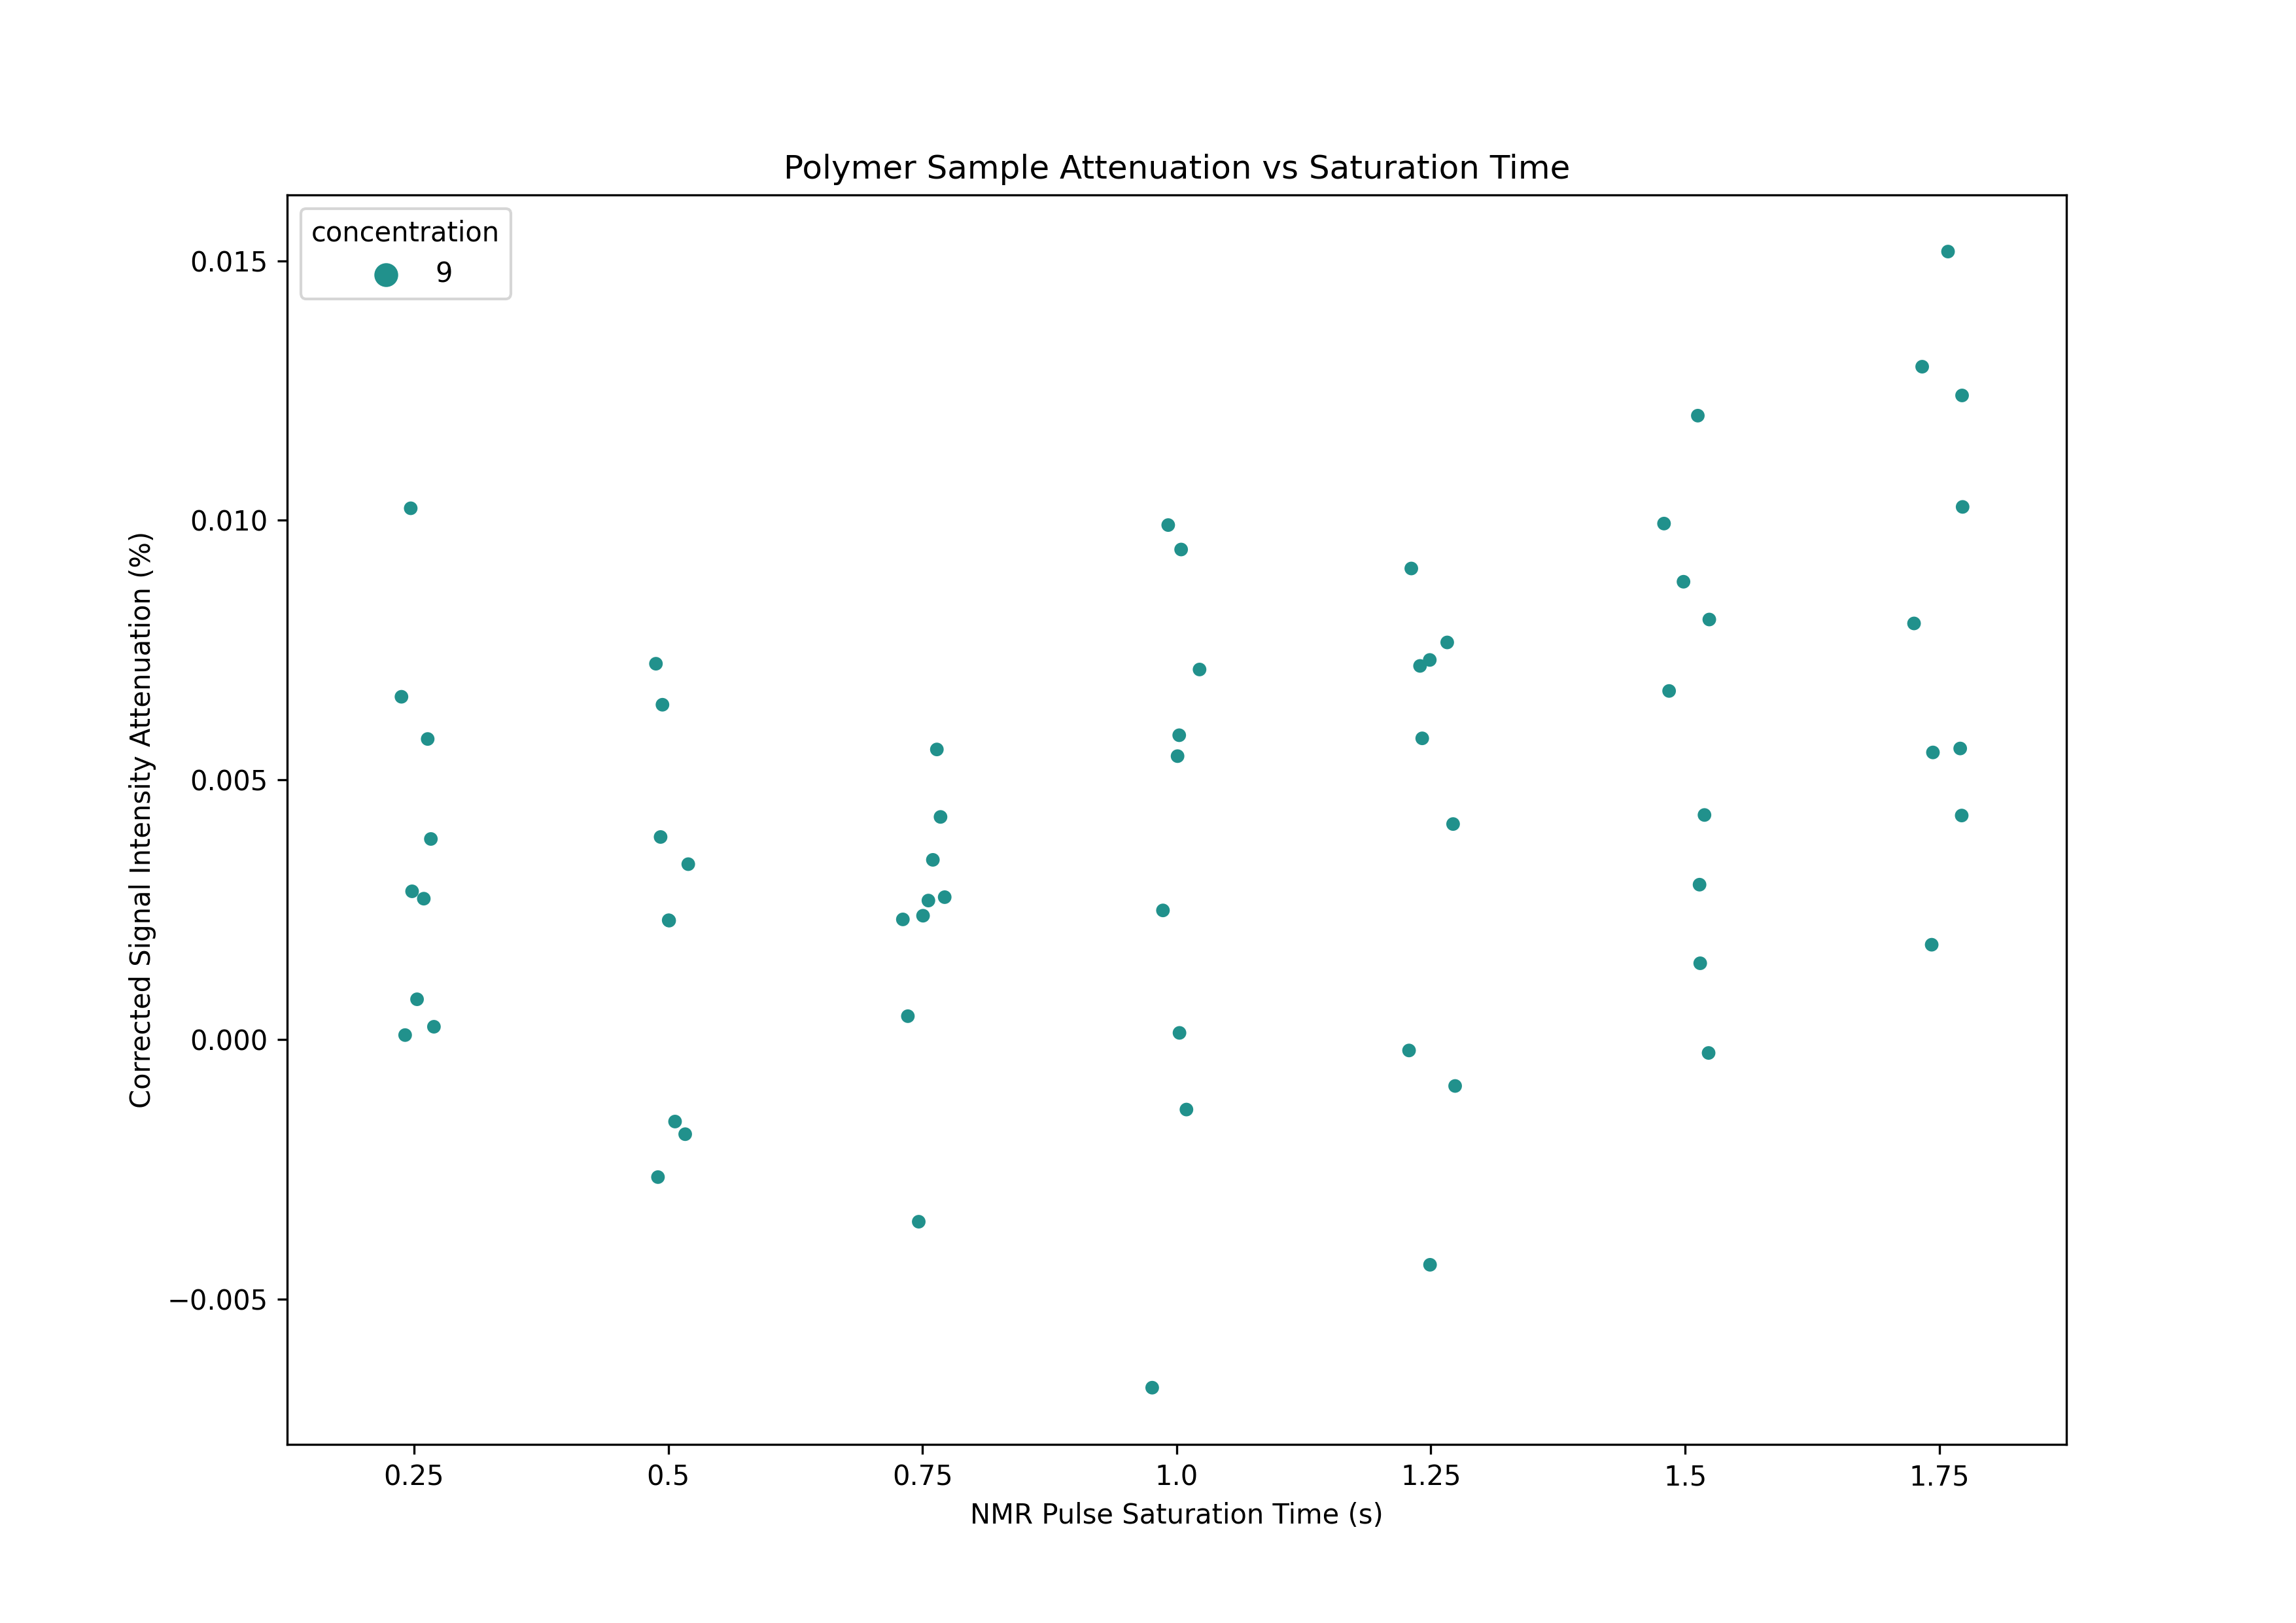 Polymer Sample Attenuation vs Saturation Time
concentration
9
0.015
0.010
0.005
0.000
−0.005
Corrected Signal Intensity Attenuation (%)
0.25 0.5 0.75 1.0 1.25 1.5 1.75
NMR Pulse Saturation Time (s)